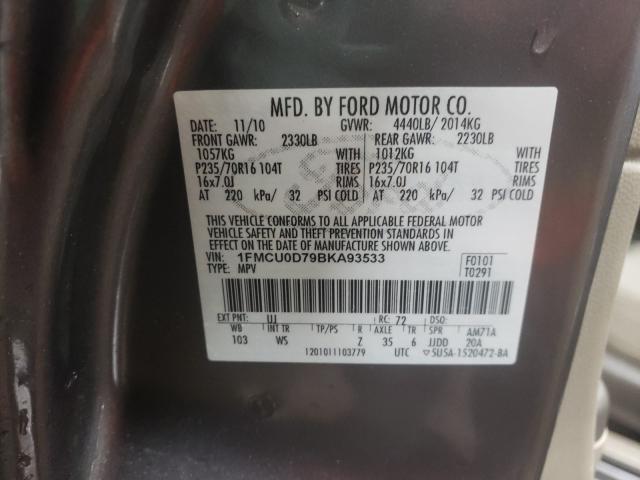 MFD. BY FORD MOTOR CO.
DATE: 11/10 GVWR: 4440LB/ 2014KG
FRONT GAWR: 2330LB REAR GAWR: 2230LB
1057KG WITH 1012KG WITH
P235/70R16 104T TIRES P235/70R16 104T TIRES
16x7.0J RIMS 16x7.0J RIMS
AT 220 kPa/ 32 PSI COLD AT 220 kPa/ 32 PSI COLD
THIS VEHICLE CONFORMS TO ALL APPLICABLE FEDERAL MOTOR
VEHICLE SAFETY AND THEFT PREVENTION STANDARDS IN
EFFECT ON THE DATE OF MANUFACTURE SHOWN ABOVE.
VIN: 1FMCU0D79BKA93533 F0101
TYPE: MPV T0291
EXT PNT: UJ RC: 72 DSO:
WB INT TR TP/PS R AXLE TR SPR AM71A
103 WS Z 35 6 JJDD 20A
1201011103779 UTC ▽5U5A-1520472-BA